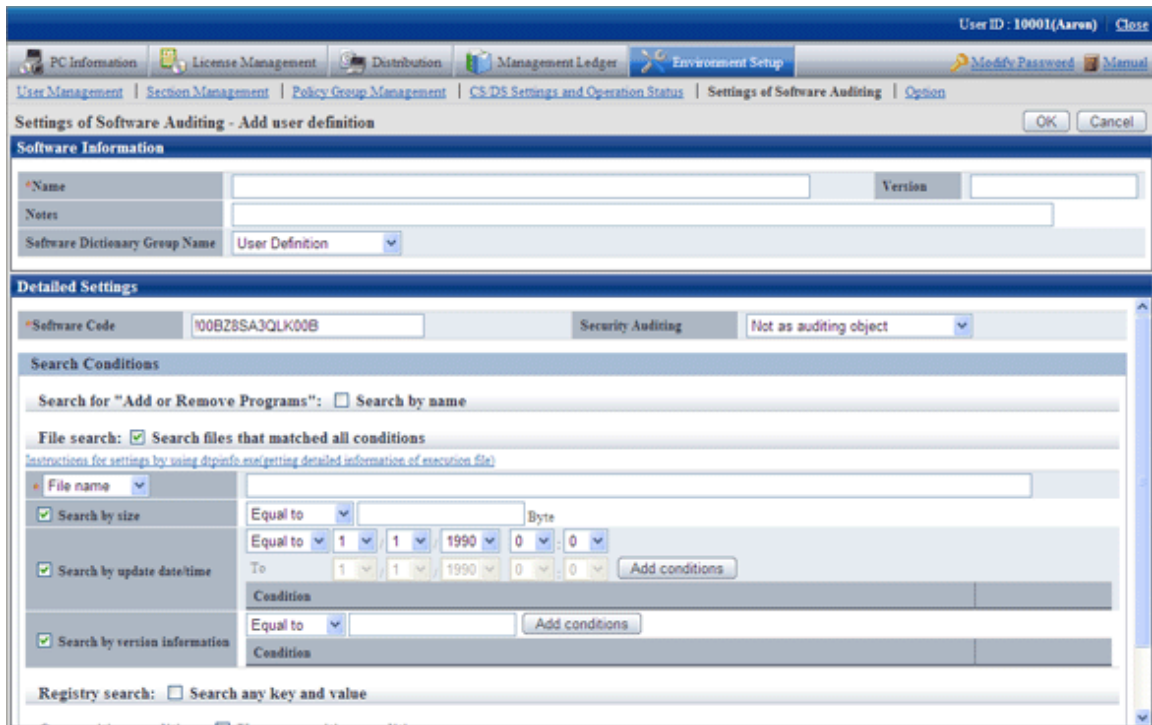 User ID : 10001(Aaron) Close
PC Information License Management Distribution Management Ledger Environment Setup Modify Password Manual
User Management | Section Management | Policy Group Management | CS/DS Settings and Operation Status | Settings of Software Auditing | Option
Settings of Software Auditing - Add user definition OK Cancel
Software Information
*Name Version
Notes
Software Dictionary Group Name User Definition
Detailed Settings
*Software Code !00BZ8SA3QLK00B Security Auditing Not as auditing object
Search Conditions
Search for "Add or Remove Programs": Search by name
File search: Search files that matched all conditions
Instructions for settings by using dtpinfo.exe(getting detailed information of execution file)
* File name
Search by size Equal to Byte
Equal to 1 / 1 / 1990 0 : 0
Search by update date/time To 1 / 1 / 1990 0 : 0 Add conditions
Condition
Equal to Add conditions
Search by version information
Condition
Registry search: Search any key and value